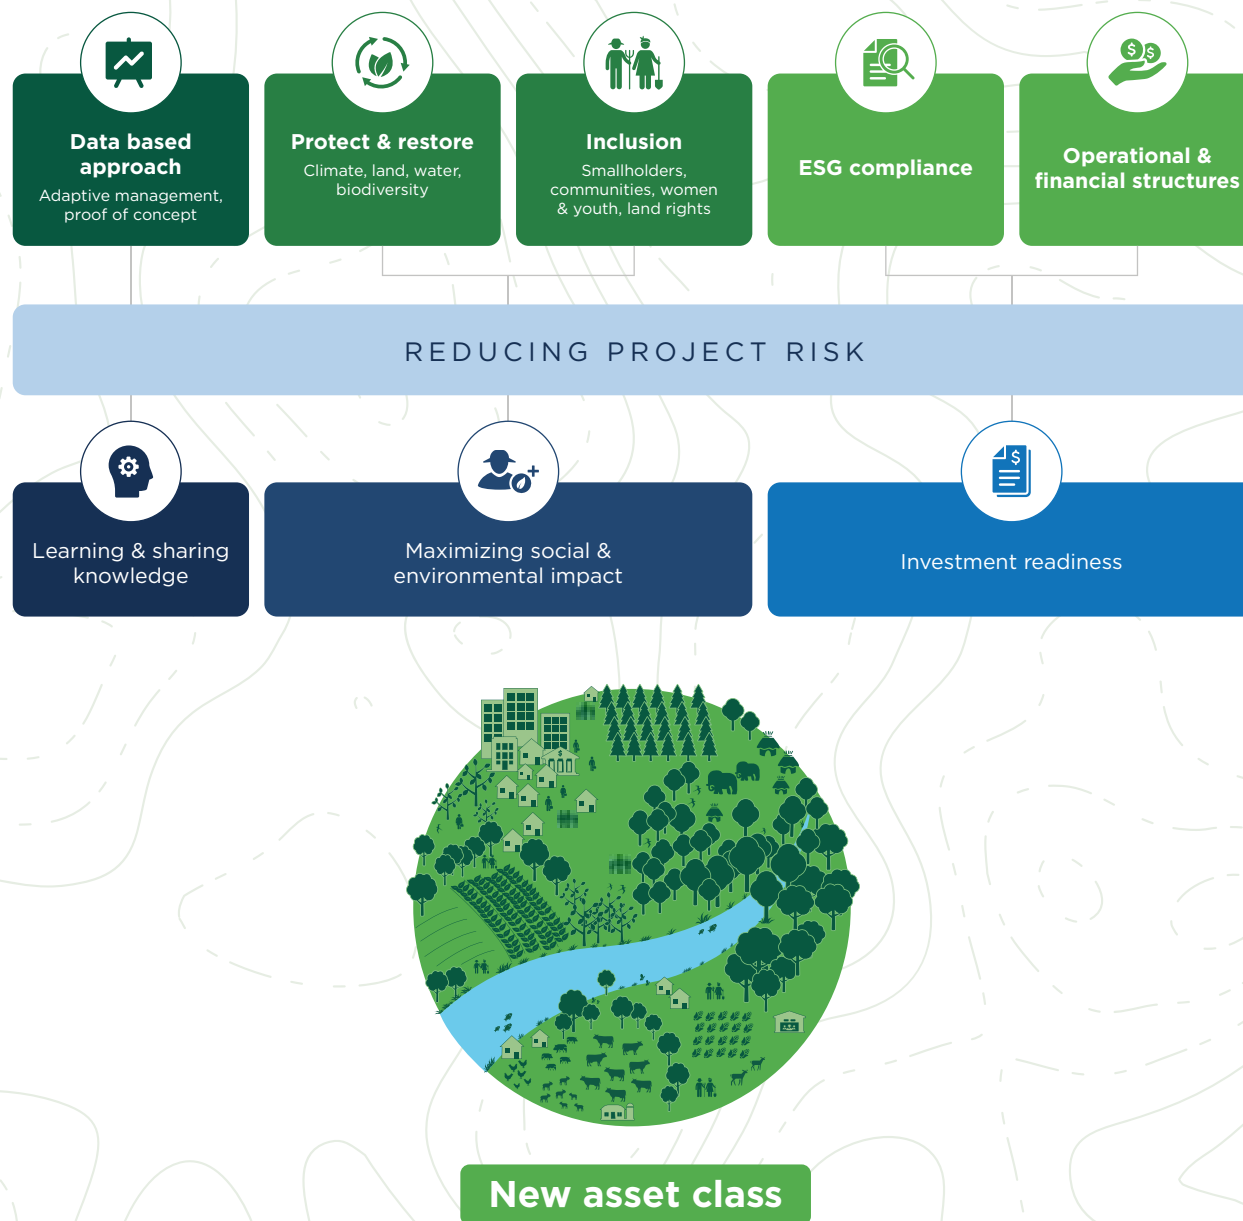 Data based
approach
Adaptive management,
proof of concept
Protect & restore
Climate, land, water,
biodiversity
Inclusion
Smallholders,
communities, women
& youth, land rights
ESG compliance
Operational &
financial structures
REDUCING PROJECT RISK
Learning & sharing
knowledge
Maximizing social &
environmental impact
Investment readiness
New asset class